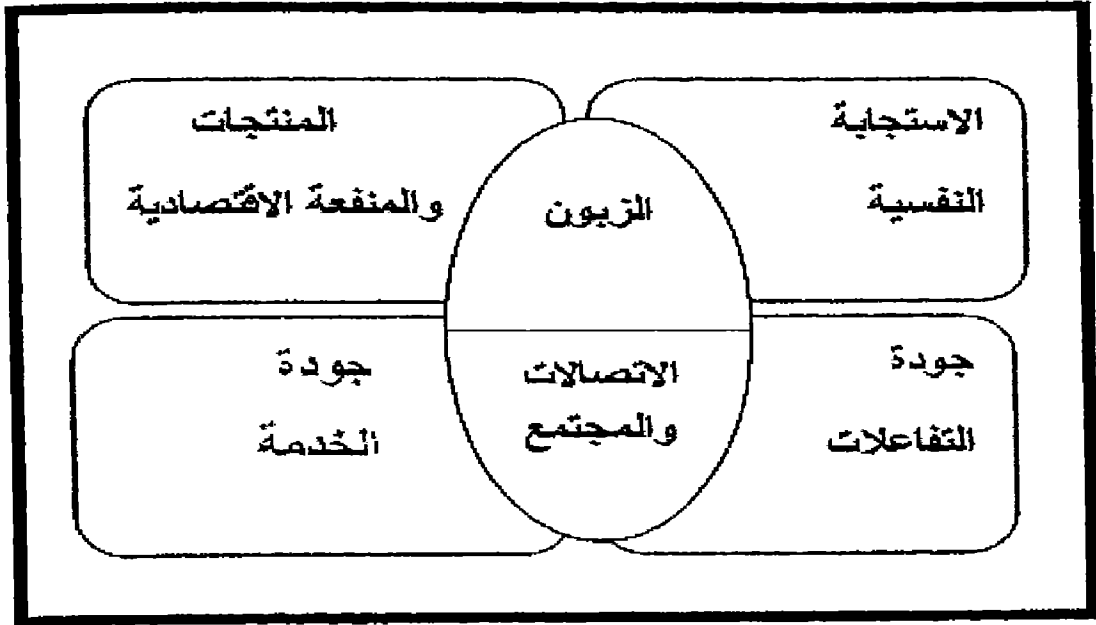 الاستجابة
النفسية
الزبون
المنتجات
والمنفعة الاقتصادية
جودة
التفاعلات
الاتصالات
والمجتمع
جودة
الخدمة